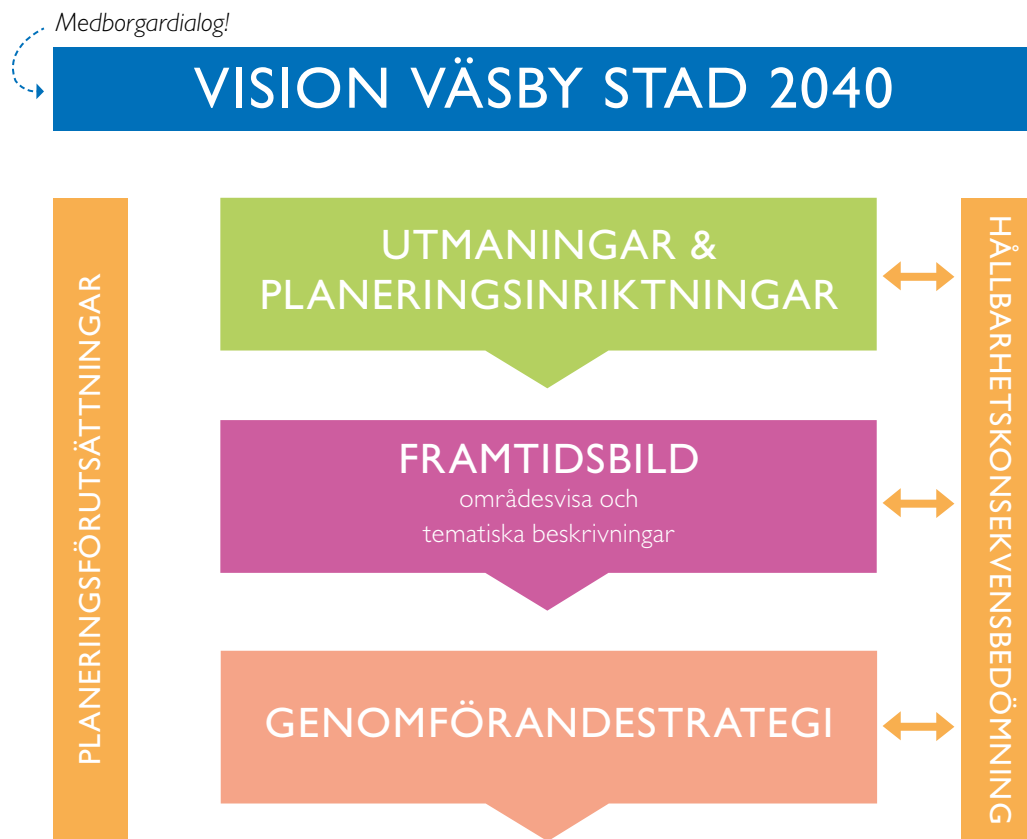 Medborgardialog!
VISION VÄSBY STAD 2040
PLANERINGSFÖRUTSÄTTNINGAR
UTMANINGAR &
PLANERINGSINRIKTNINGAR
FRAMTIDSBILD
områdesvisa och
tematiska beskrivningar
GENOMFÖRANDESTRATEGI
HÅLLBARHETSKONSEKVENSBEDÖMNING